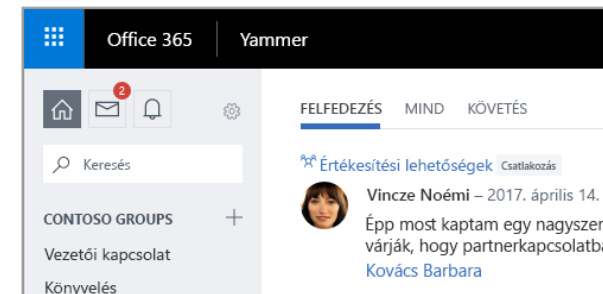 Office 365 Yammer
2
FELFEDEZÉS MIND KÖVETÉS
Keresés
Értékesítési lehetőségek Csatlakozás
Vincze Noémi – 2017. április 14.
CONTOSO GROUPS
Épp most kaptam egy nagyszer
várják, hogy partnerkapcsolatba
Vezetői kapcsolat
Kovács Barbara
Könyvelés